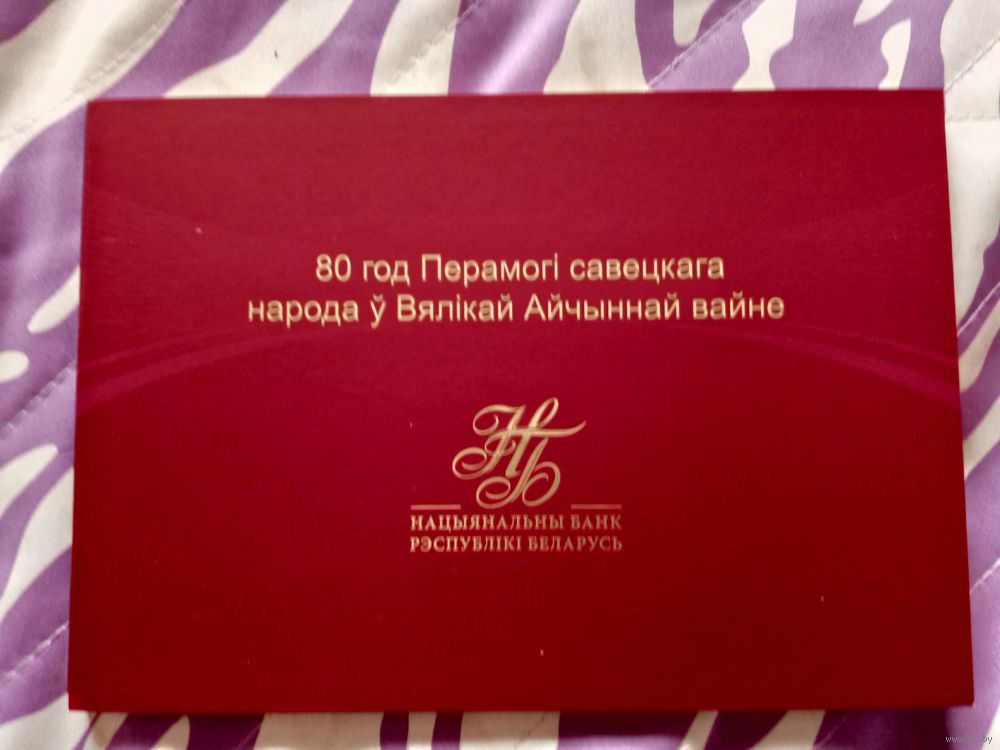 80 год Перамогі савецкага
народа ў Вялікай Айчыннай вайне
НБ
НАЦЫЯНАЛЬНЫ БАНК
РЭСПУБЛІКІ БЕЛАРУСЬ